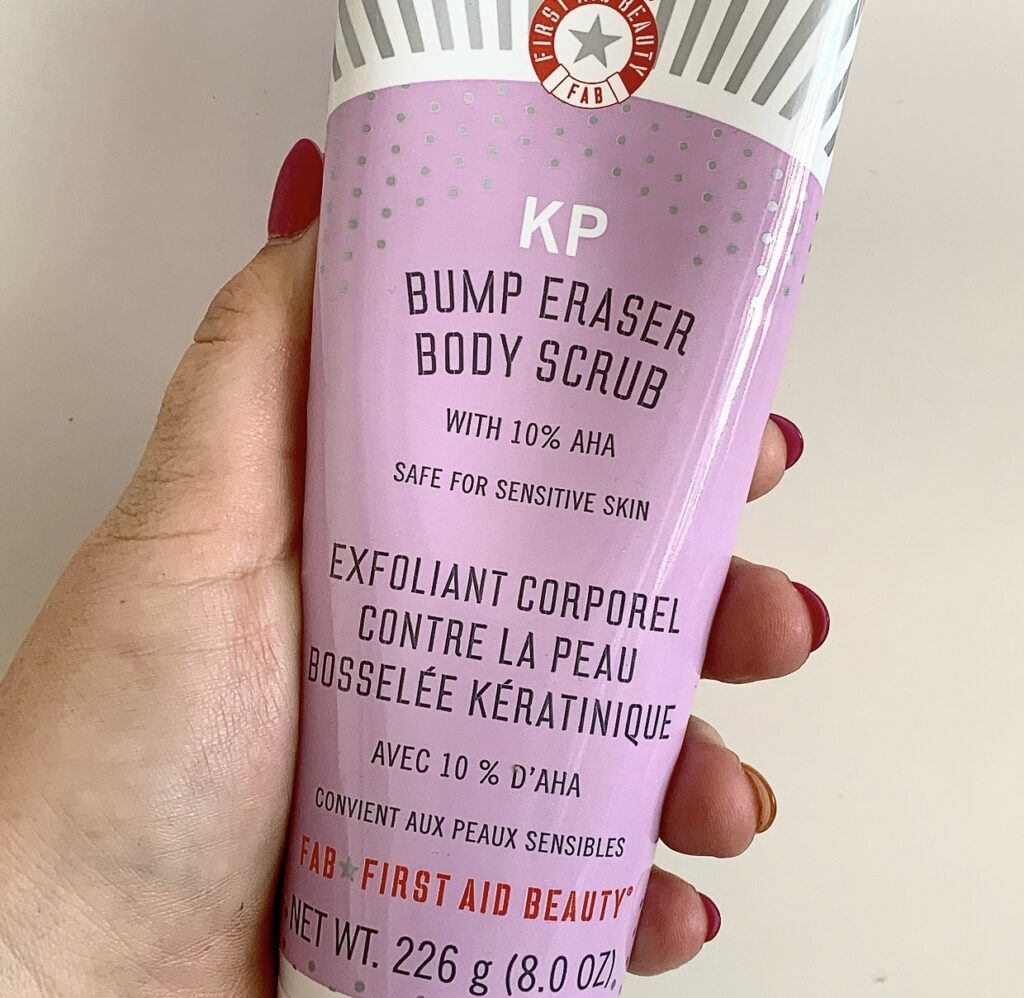 FIRST AID BEAUTY
FAB
KP
BUMP ERASER
BODY SCRUB
WITH 10% AHA
SAFE FOR SENSITIVE SKIN
EXFOLIANT CORPOREL
CONTRE LA PEAU
BOSSELÉE KÉRATINIQUE
AVEC 10 % D'AHA
CONVIENT AUX PEAUX SENSIBLES
FAB★FIRST AID BEAUTY®
NET WT. 226 g (8.0 OZ).